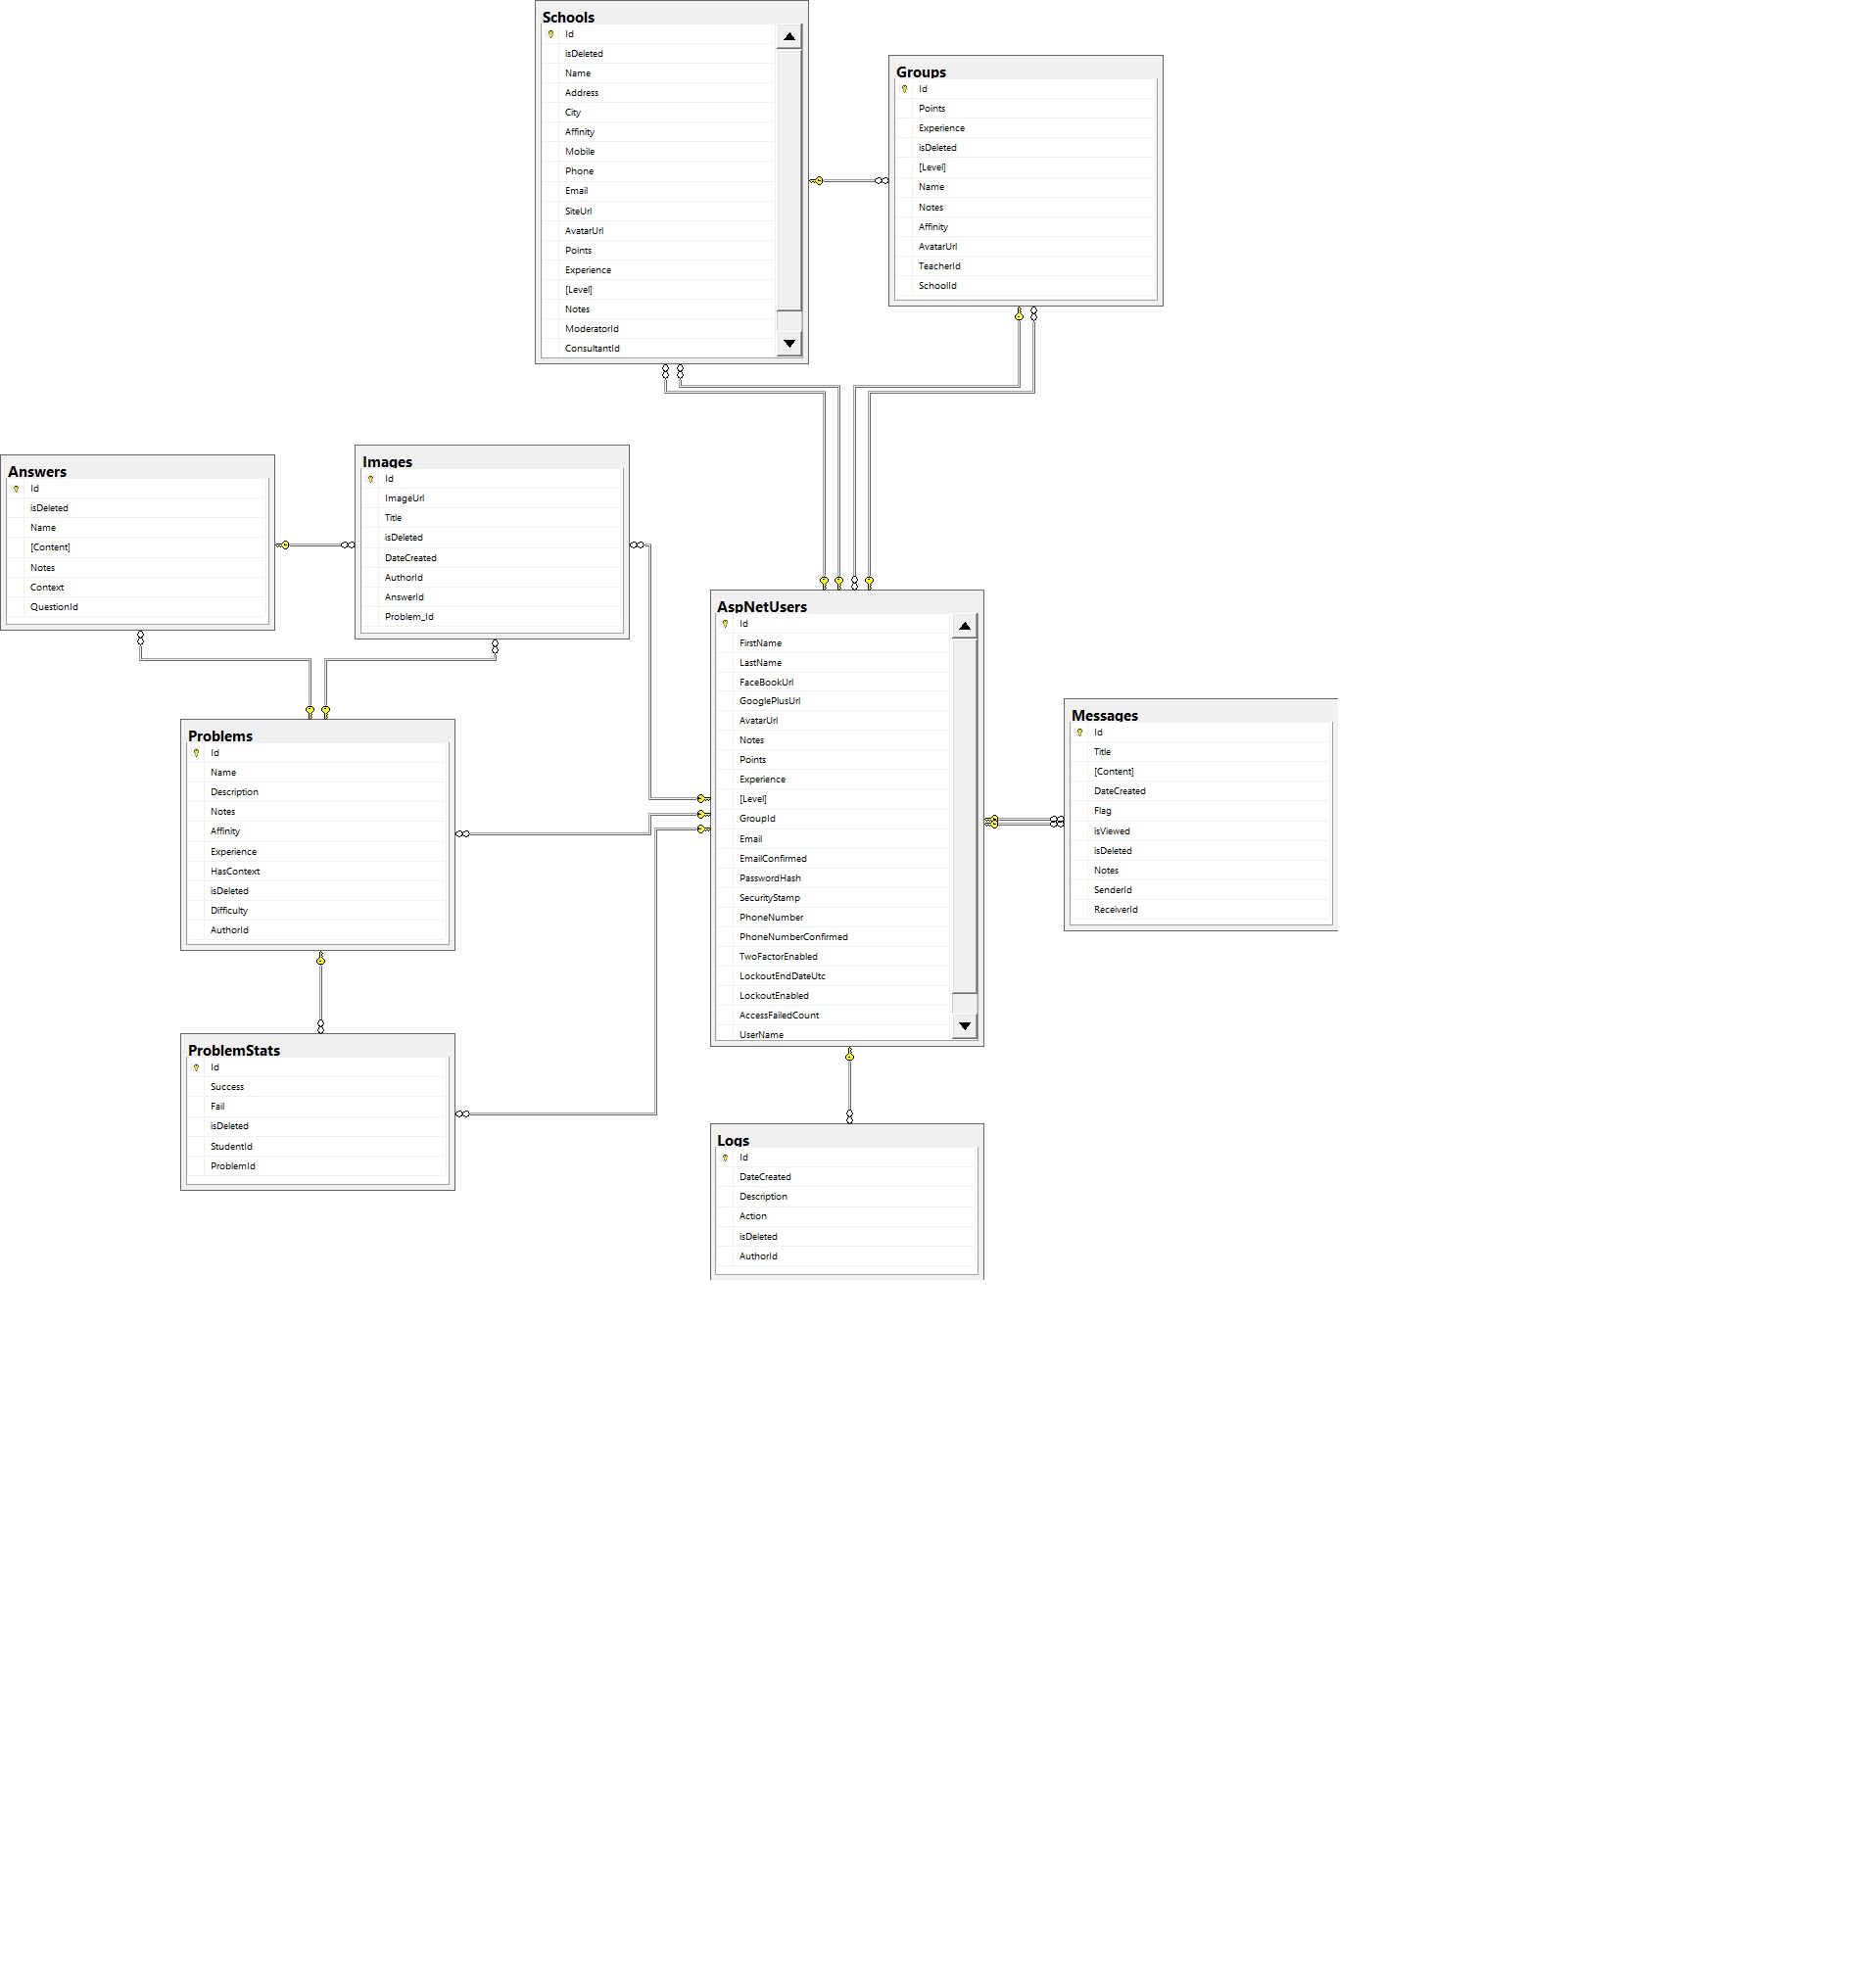 Schools
Id
isDeleted
Name
Address
City
Affinity
Mobile
Phone
Email
SiteUrl
AvatarUrl
Points
Experience
[Level]
Notes
ModeratorId
ConsultantId
Groups
Id
Points
Experience
isDeleted
[Level]
Name
Notes
Affinity
AvatarUrl
TeacherId
SchoolId
Answers
Id
isDeleted
Name
[Content]
Notes
Context
QuestionId
Images
Id
ImageUrl
Title
isDeleted
DateCreated
AuthorId
AnswerId
Problem_Id
AspNetUsers
Id
FirstName
LastName
FaceBookUrl
GooglePlusUrl
AvatarUrl
Notes
Points
Experience
[Level]
GroupId
Email
EmailConfirmed
PasswordHash
SecurityStamp
PhoneNumber
PhoneNumberConfirmed
TwoFactorEnabled
LockoutEndDateUtc
LockoutEnabled
AccessFailedCount
UserName
Messages
Id
Title
[Content]
DateCreated
Flag
isViewed
isDeleted
Notes
SenderId
ReceiverId
Problems
Id
Name
Description
Notes
Affinity
Experience
HasContext
isDeleted
Difficulty
AuthorId
ProblemStats
Id
Success
Fail
isDeleted
StudentId
ProblemId
Logs
Id
DateCreated
Description
Action
isDeleted
AuthorId